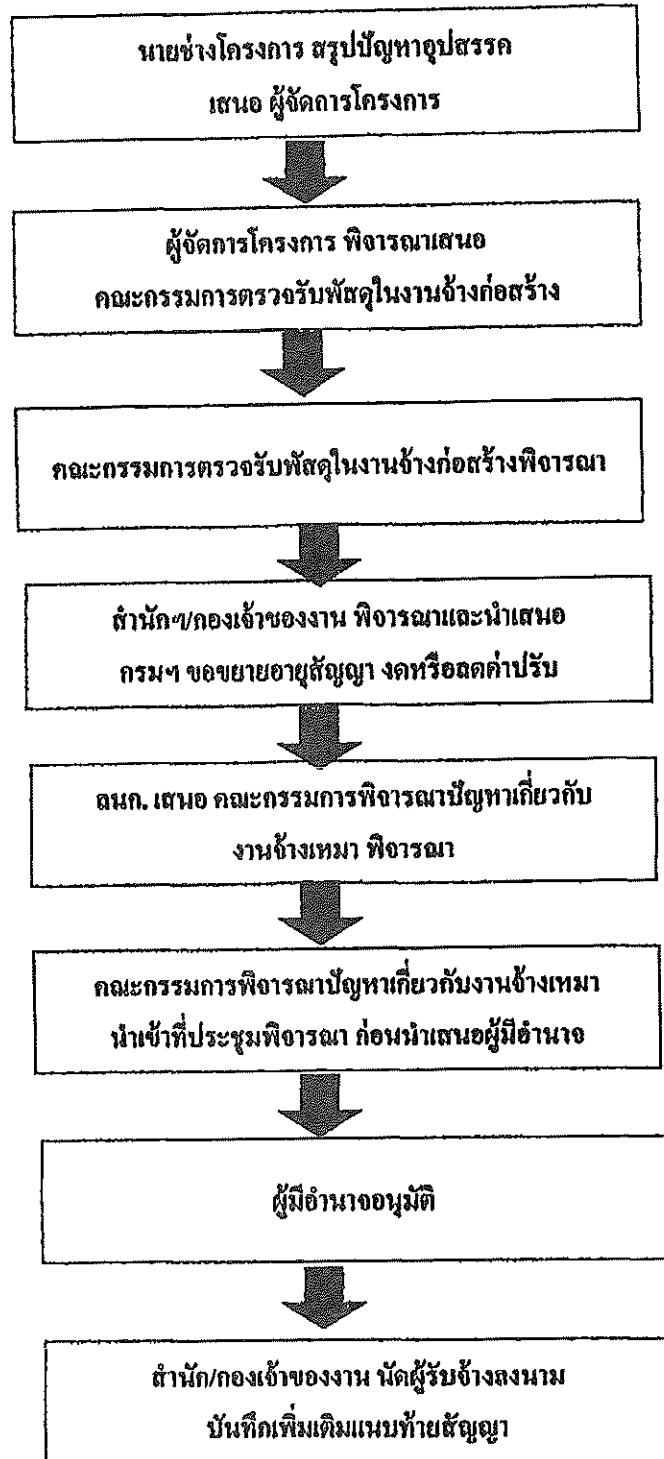 นายช่างโครงการ สรุปปัญหาอุปสรรค
เสนอ ผู้จัดการโครงการ
ผู้จัดการโครงการ พิจารณาเสนอ
คณะกรรมการตรวจรับพัสดุในงานจ้างก่อสร้าง
คณะกรรมการตรวจรับพัสดุในงานจ้างก่อสร้างพิจารณา
สำนักฯ/กองเจ้าของงาน พิจารณาและนำเสนอ
กรมฯ ขอขยายอายุสัญญา งดหรือลดค่าปรับ
ลนก. เสนอ คณะกรรมการพิจารณาปัญหาเกี่ยวกับ
งานจ้างเหมา พิจารณา
คณะกรรมการพิจารณาปัญหาเกี่ยวกับงานจ้างเหมา
นำเข้าที่ประชุมพิจารณา ก่อนนำเสนอผู้มีอำนาจ
ผู้มีอำนาจอนุมัติ
สำนัก/กองเจ้าของงาน นัดผู้รับจ้างลงนาม
บันทึกเพิ่มเติมแนบท้ายสัญญา